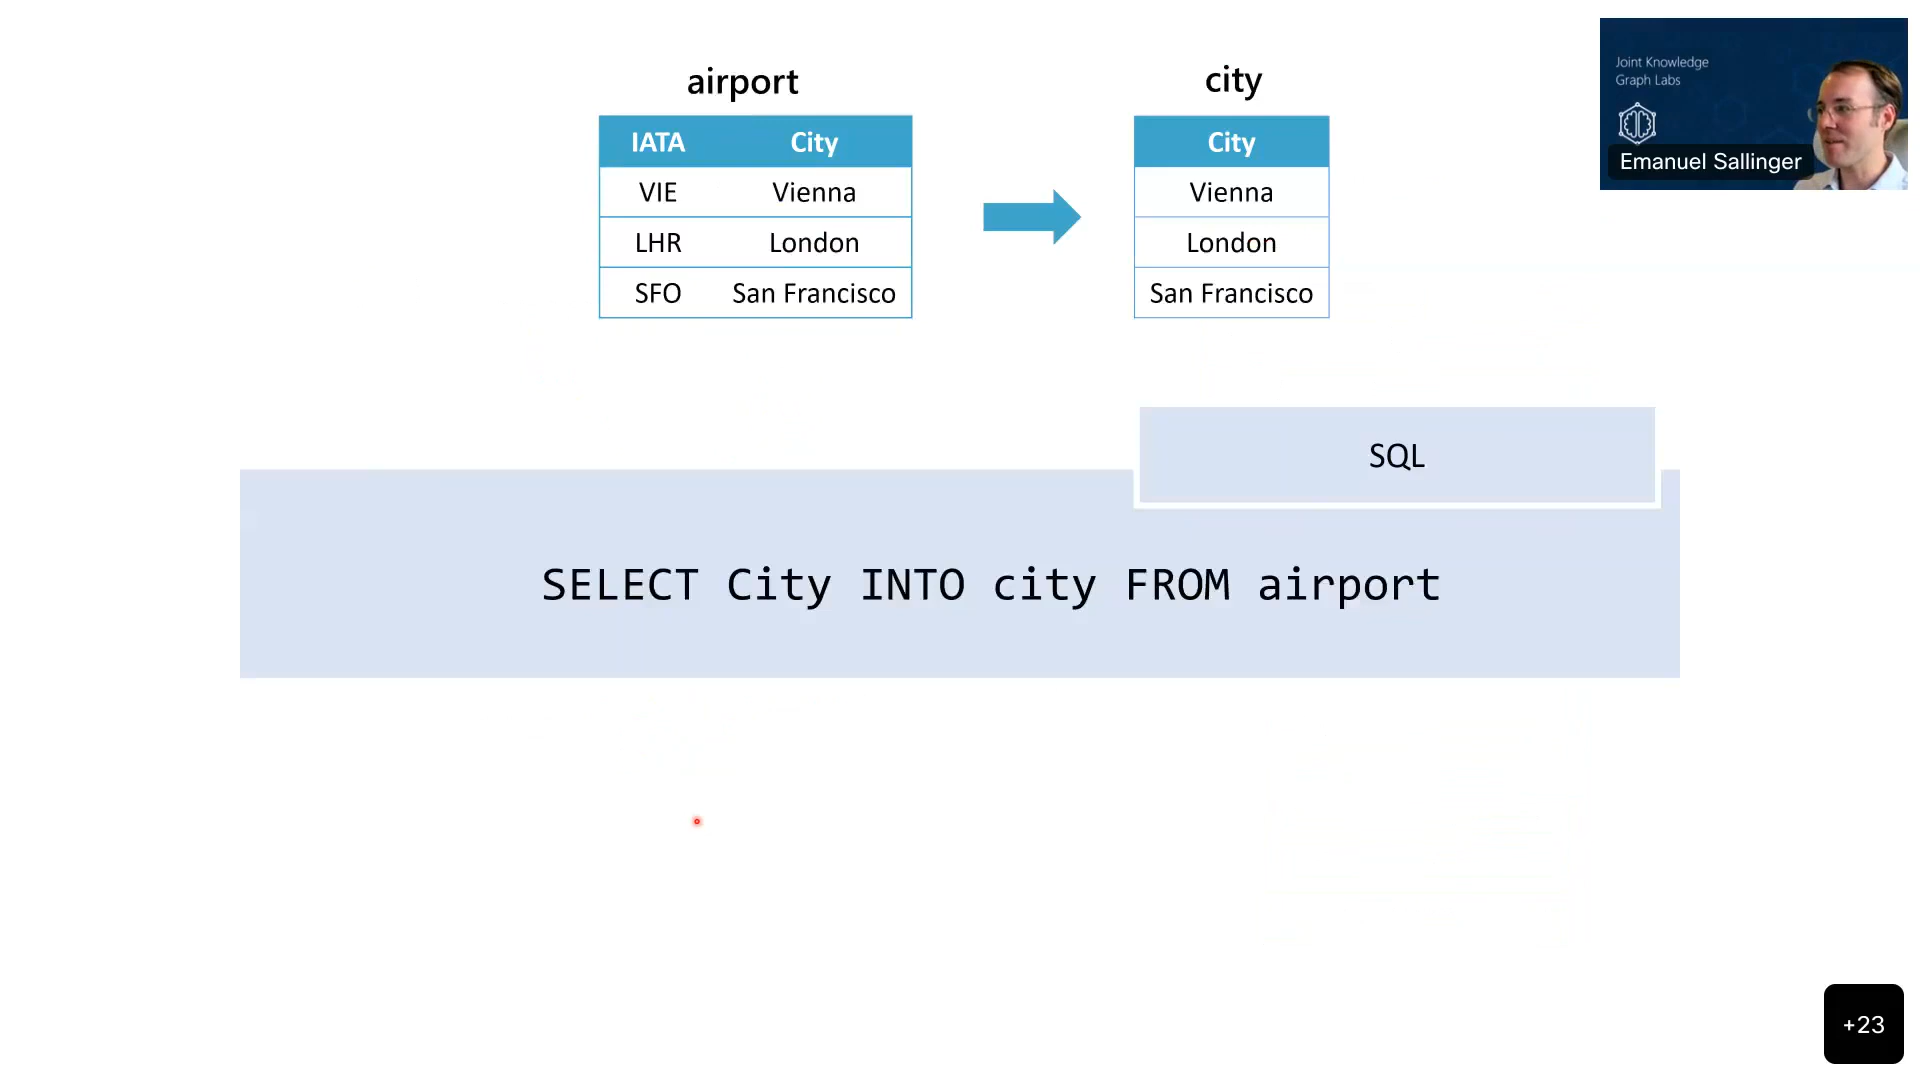 airport
IATA City
VIE Vienna
LHR London
SFO San Francisco
city
City
Vienna
London
San Francisco
Joint Knowledge
Graph Labs
Emanuel Sallinger
SQL
SELECT City INTO city FROM airport
+23